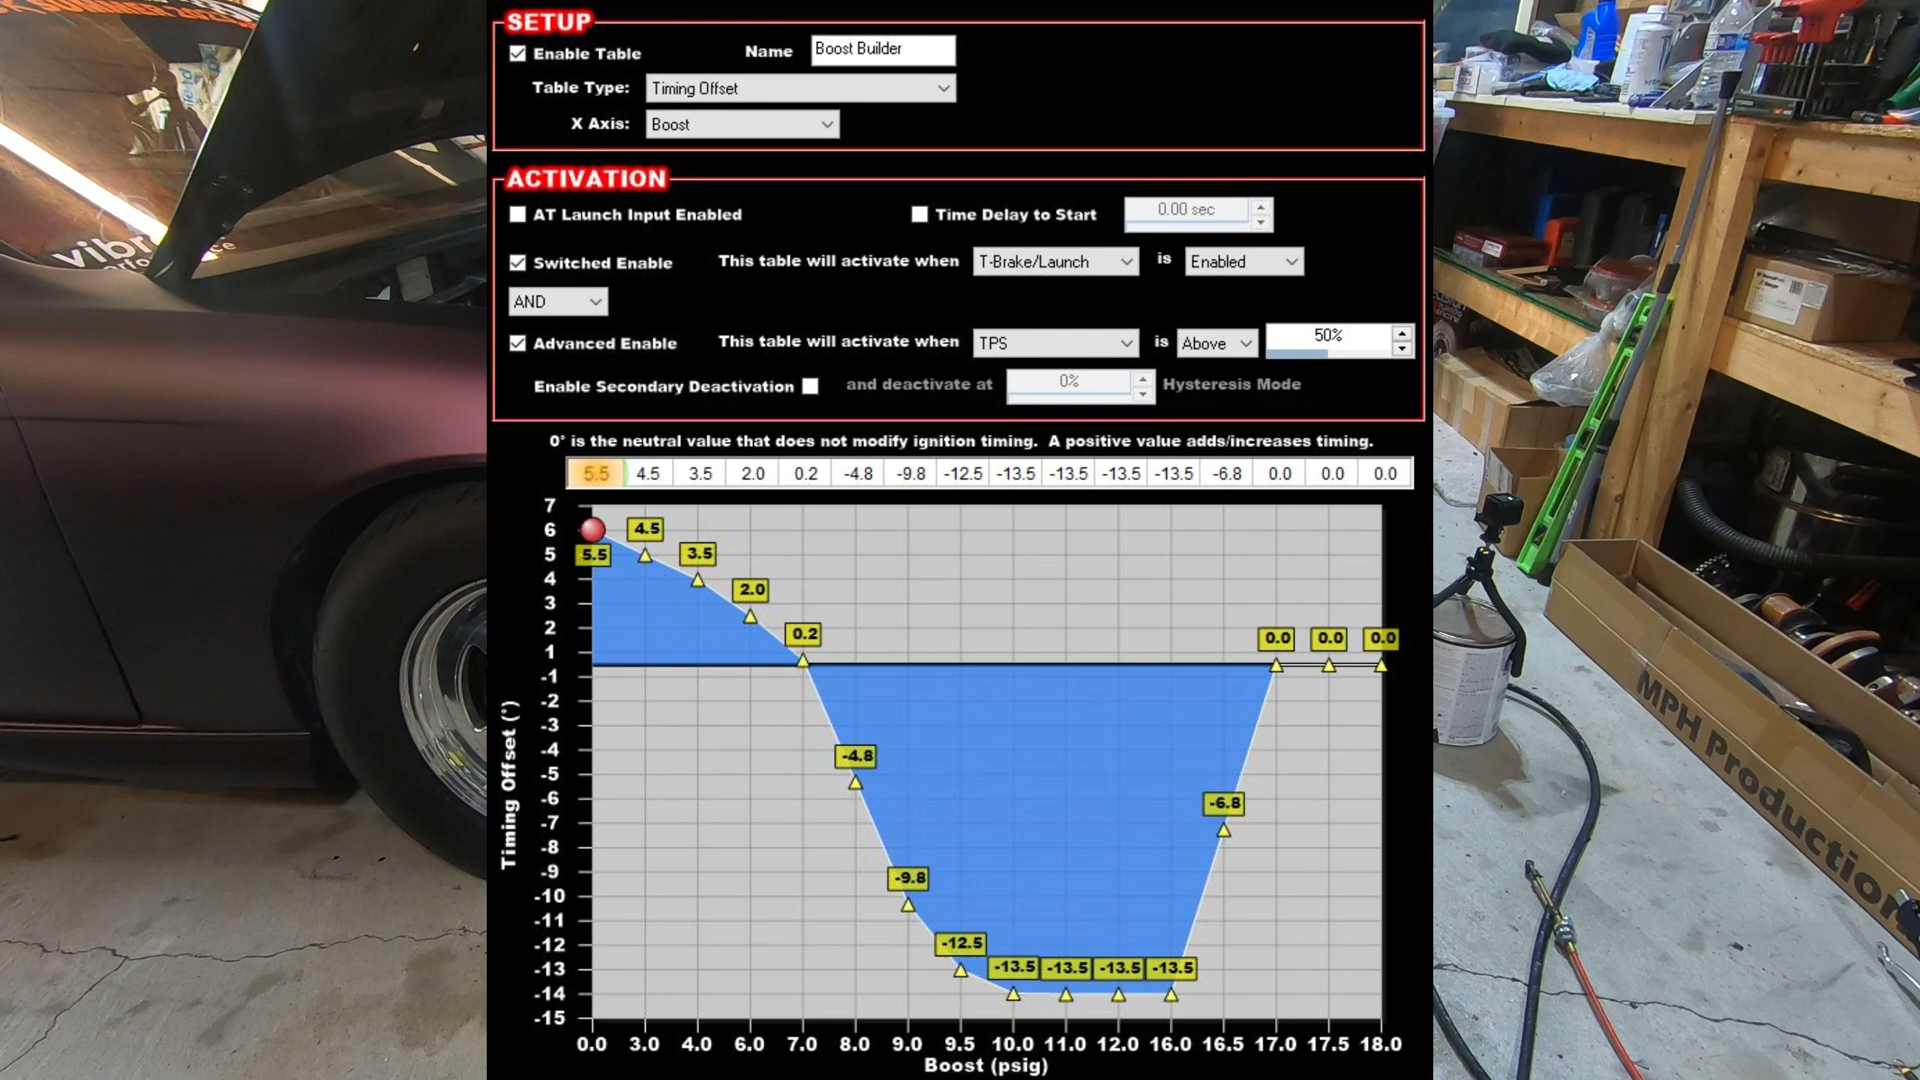 SETUP
Enable Table
Name
Boost Builder
Table Type:
Timing Offset
X Axis:
Boost
ACTIVATION
AT Launch Input Enabled
Time Delay to Start
0.00 sec
Switched Enable
This table will activate when
T-Brake/Launch
is
Enabled
AND
Advanced Enable
This table will activate when
TPS
is
Above
50%
Enable Secondary Deactivation
and deactivate at
0%
Hysteresis Mode
0° is the neutral value that does not modify ignition timing. A positive value adds/increases timing.
5.5 4.5 3.5 2.0 0.2 -4.8 -9.8 -12.5 -13.5 -13.5 -13.5 -13.5 -6.8 0.0 0.0 0.0
7
6
5
4
3
2
1
-1
-2
-3
-4
-5
-6
-7
-8
-9
-10
-11
-12
-13
-14
-15
Timing Offset (°)
5.5
4.5
3.5
2.0
0.2
-4.8
-9.8
-12.5
-13.5
-13.5
-13.5
-13.5
-6.8
0.0
0.0
0.0
0.0 3.0 4.0 6.0 7.0 8.0 9.0 9.5 10.0 11.0 12.0 16.0 16.5 17.0 17.5 18.0
Boost (psig)
MPH Production